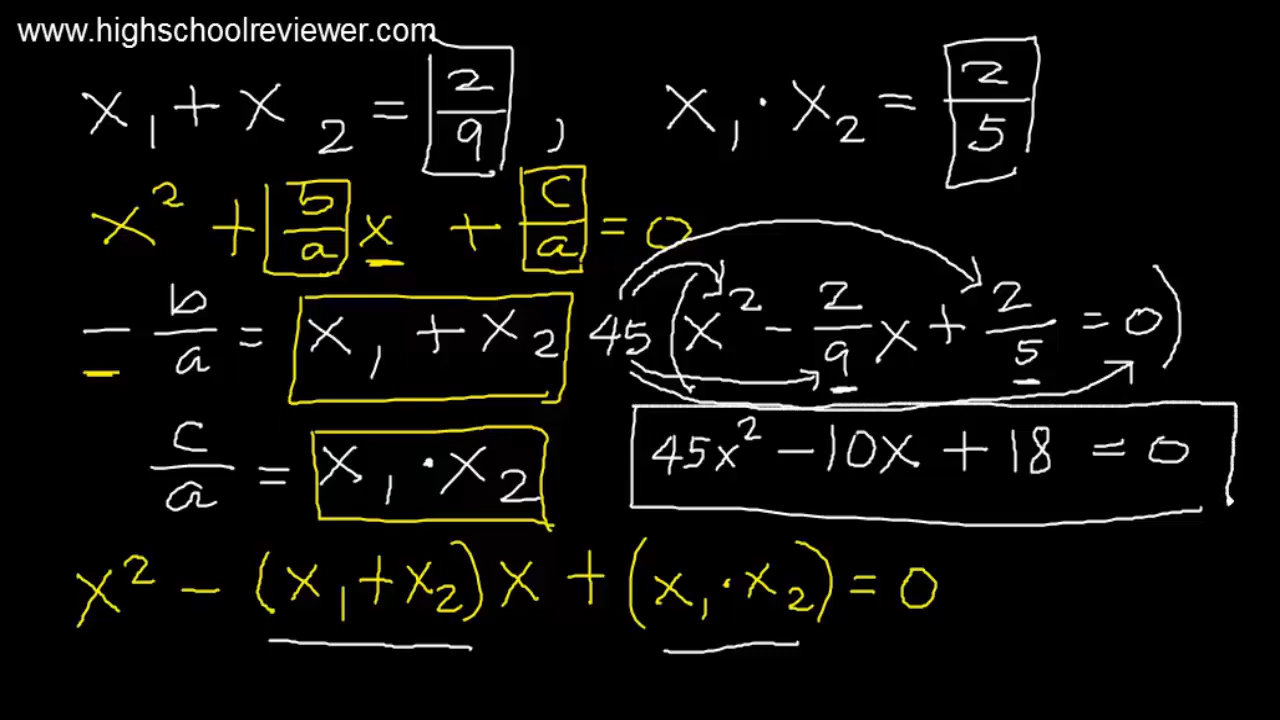 www.highschoolreviewer.com
x₁ + x₂ = 2/9 , x₁ · x₂ = 2/5
x² + b/a x + c/a = 0
− b/a = x₁ + x₂
45 (x² − 2/9 x + 2/5 = 0)
c/a = x₁ · x₂
45x² − 10x + 18 = 0
x² − (x₁ + x₂) x + (x₁ · x₂) = 0